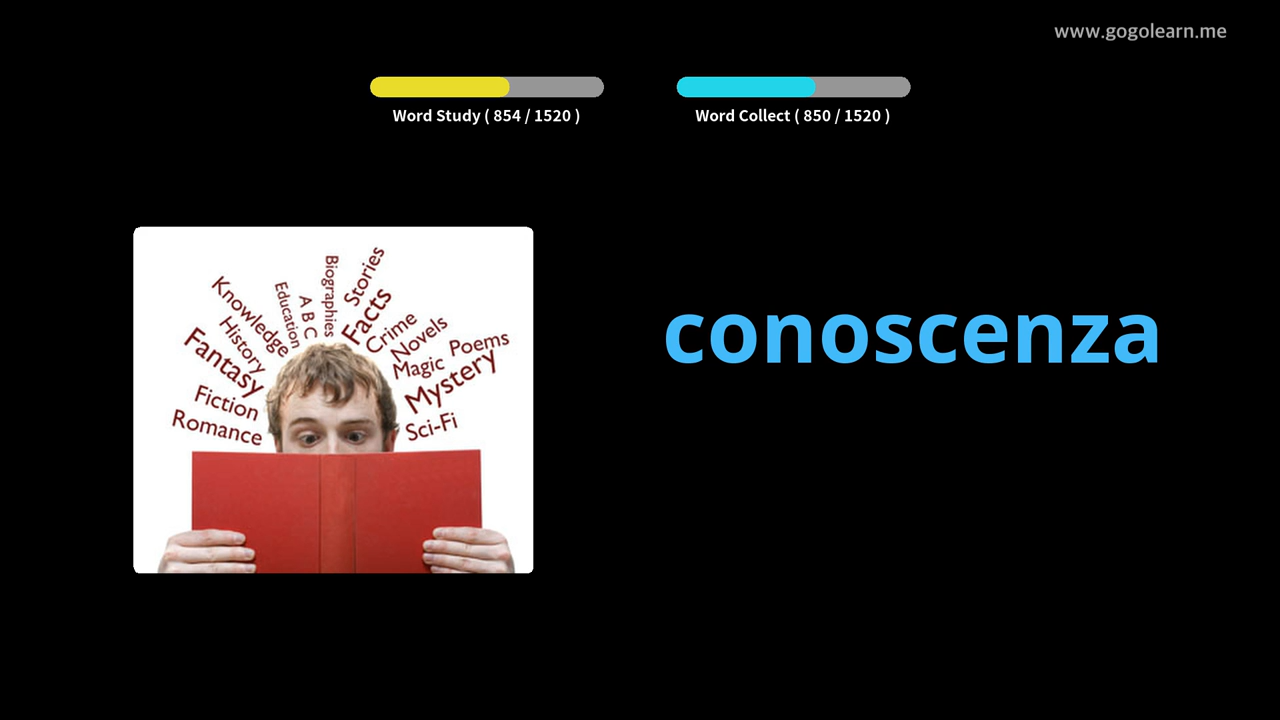 www.gogolearn.me
Word Study ( 854 / 1520 )
Word Collect ( 850 / 1520 )
conoscenza
Biographies
Stories
Education
A B C
Facts
Knowledge
History
Crime
Novels
Poems
Fantasy
Magic
Mystery
Fiction
Romance
Sci-Fi